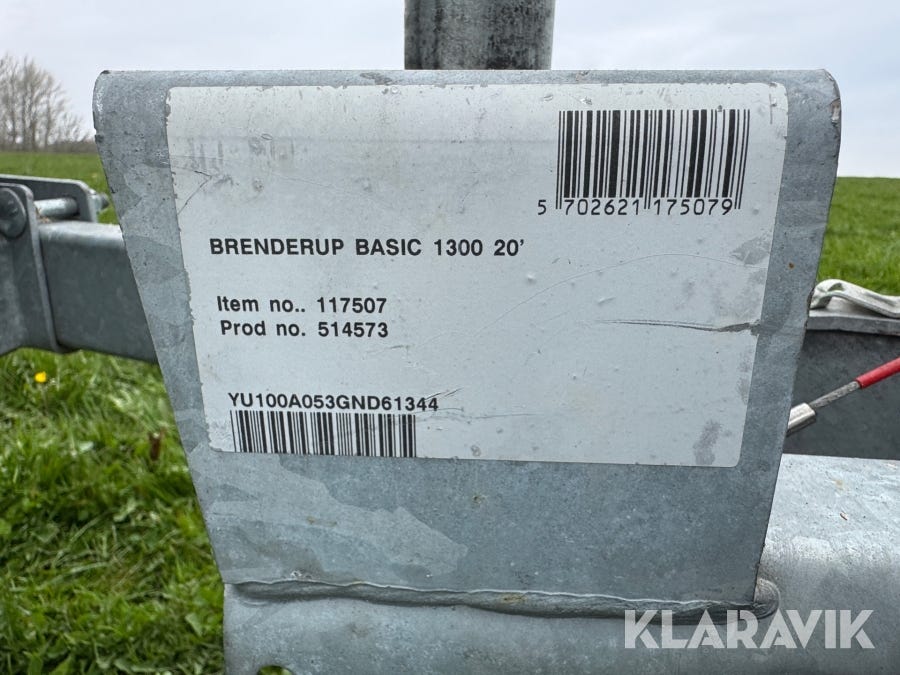 5 702621 175079
BRENDERUP BASIC 1300 20'
Item no.. 117507
Prod no. 514573
YU100A053GND61344
KLARAVIK